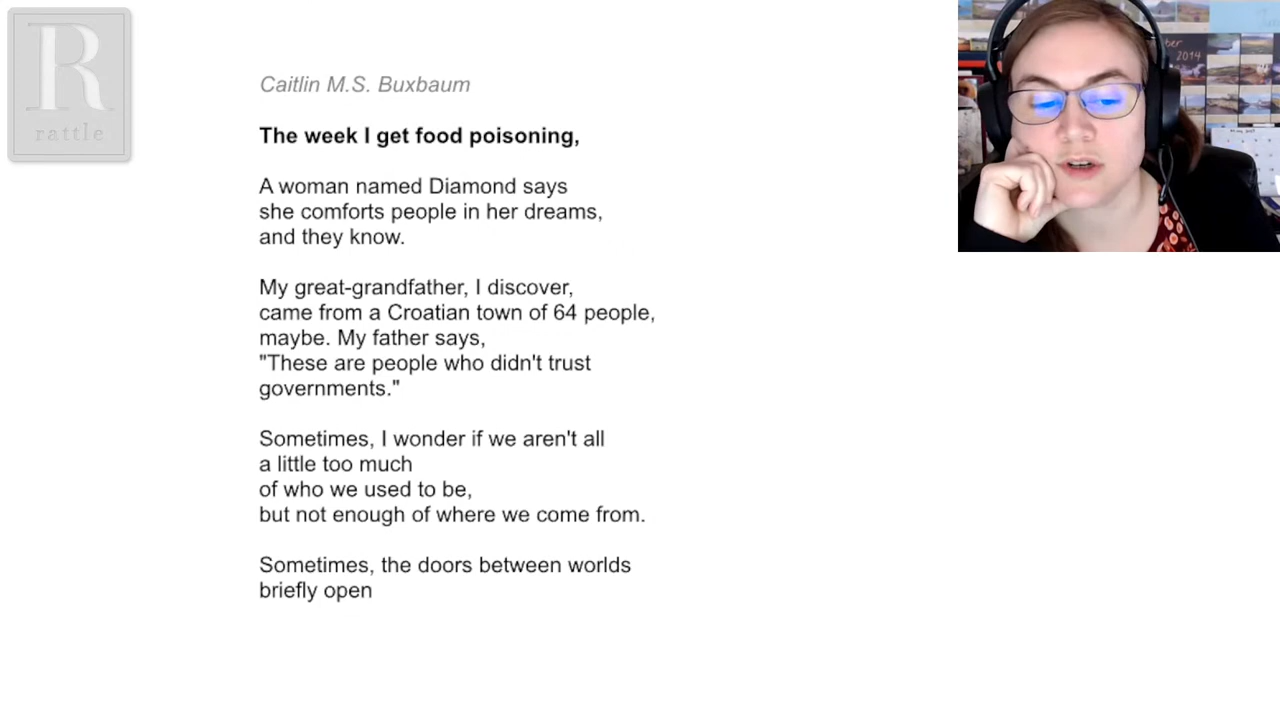 R
rattle
Caitlin M.S. Buxbaum
The week I get food poisoning,
A woman named Diamond says
she comforts people in her dreams,
and they know.
My great-grandfather, I discover,
came from a Croatian town of 64 people,
maybe. My father says,
"These are people who didn't trust
governments."
Sometimes, I wonder if we aren't all
a little too much
of who we used to be,
but not enough of where we come from.
Sometimes, the doors between worlds
briefly open
2014